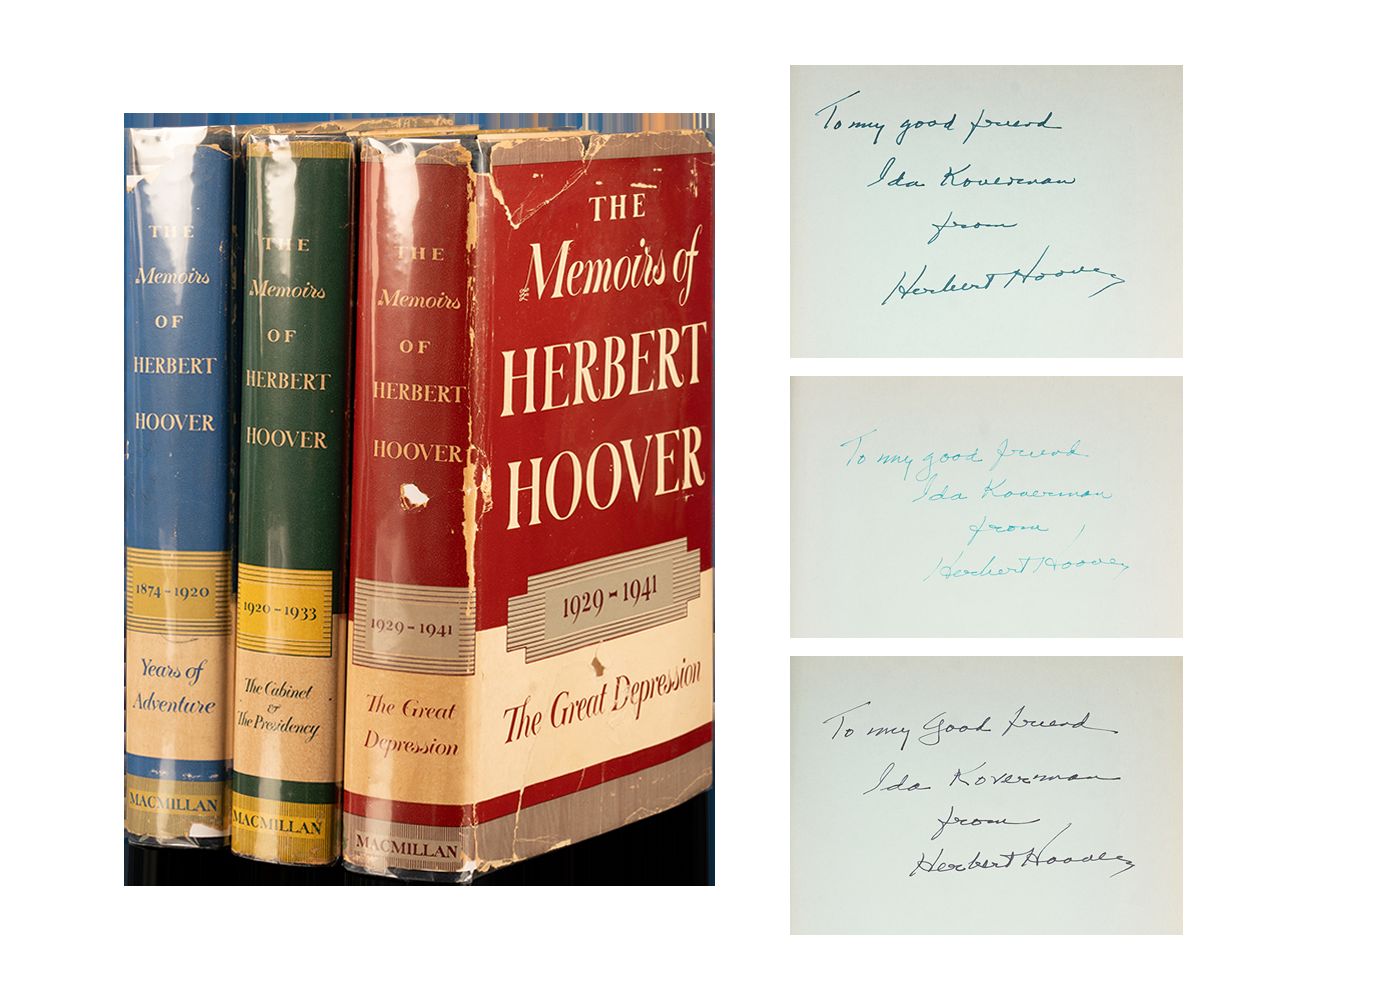 THE
Memoirs
OF
HERBERT
HOOVER
1874-1920
Years of
Adventure
MACMILLAN
THE
Memoirs
OF
HERBERT
HOOVER
1920-1933
The Cabinet
&
The Presidency
MACMILLAN
THE
Memoirs
OF
HERBERT
HOOVER
1929-1941
The Great
Depression
MACMILLAN
THE
Memoirs of
HERBERT
HOOVER
1929-1941
The Great Depression
To my good friend
Ida Koverman
from
Herbert Hoover
To my good friend
Ida Koverman
from
Herbert Hoover
To my Good friend
Ida Koverman
from
Herbert Hoover